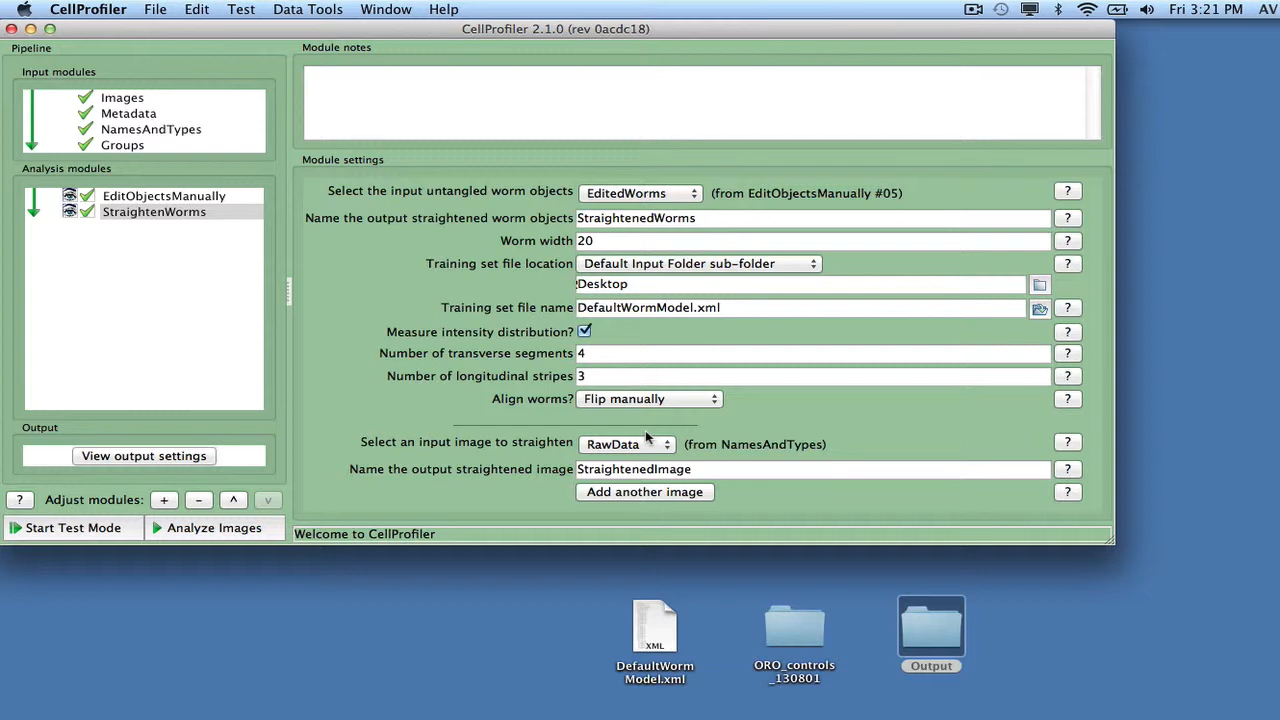 CellProfiler File Edit Test Data Tools Window Help Fri 3:21 PM AV
CellProfiler 2.1.0 (rev 0acdc18)
Pipeline
Input modules
Images
Metadata
NamesAndTypes
Groups
Analysis modules
EditObjectsManually
StraightenWorms
Output
View output settings
? Adjust modules: + - ^ v
Start Test Mode Analyze Images
Module notes
Module settings
Select the input untangled worm objects EditedWorms (from EditObjectsManually #05) ?
Name the output straightened worm objects StraightenedWorms ?
Worm width 20 ?
Training set file location Default Input Folder sub-folder ?
Desktop
Training set file name DefaultWormModel.xml ?
Measure intensity distribution? ?
Number of transverse segments 4 ?
Number of longitudinal stripes 3 ?
Align worms? Flip manually ?
Select an input image to straighten RawData (from NamesAndTypes) ?
Name the output straightened image StraightenedImage ?
Add another image ?
Welcome to CellProfiler
XML
DefaultWorm
Model.xml
ORO_controls
_130801
Output